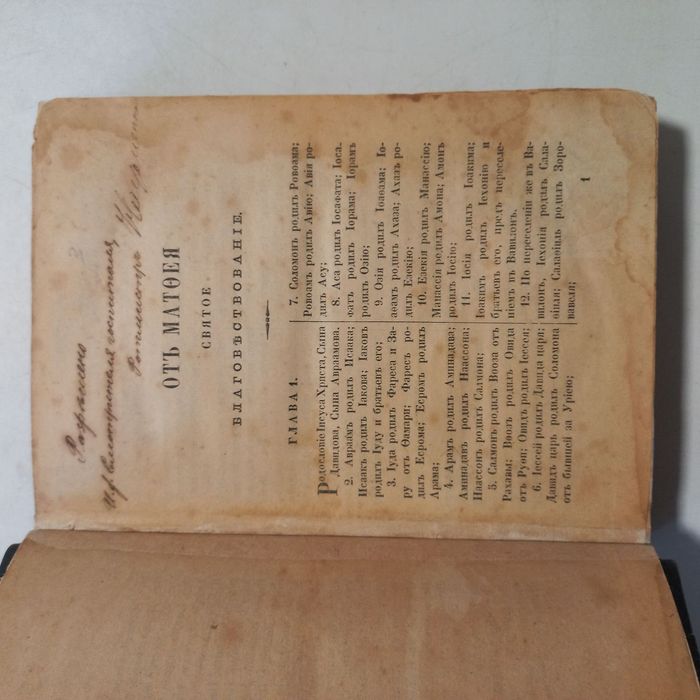 Разрѣшено
смотрителя госпиталя
Ротмистръ
ОТЪ МАТѲЕЯ
СВЯТОЕ
БЛАГОВѢСТВОВАНІЕ.
ГЛАВА 1.
Родословіе Іисуса Христа, Сына
Давидова, Сына Авраамова.
2. Авраамъ родилъ Исаака;
Исаакъ родилъ Іакова; Іаковъ
родилъ Іуду и братьевъ его;
3. Іуда родилъ Фареса и За-
ру отъ Ѳамари; Фаресъ ро-
дилъ Есрома; Есромъ родилъ
Арама;
4. Арамъ родилъ Аминадава;
Аминадавъ родилъ Наассона;
Наассонъ родилъ Салмона;
5. Салмонъ родилъ Вооза отъ
Рахавы; Воозъ родилъ Овида
отъ Руѳи; Овидъ родилъ Іессея;
6. Іессей родилъ Давида царя;
Давидъ царь родилъ Соломона
отъ бывшей за Уріею;
7. Соломонъ родилъ Ровоама;
Ровоамъ родилъ Авію; Авія ро-
дилъ Асу;
8. Аса родилъ Іосафата; Іоса-
фатъ родилъ Іорама; Іорамъ
родилъ Озію;
9. Озія родилъ Іоаѳама; Іо-
аѳамъ родилъ Ахаза; Ахазъ ро-
дилъ Езекію;
10. Езекія родилъ Манассію;
Манассія родилъ Амона; Амонъ
родилъ Іосію;
11. Іосія родилъ Іоакима;
Іоакимъ родилъ Іехонію и
братьевъ его, предъ переселе-
ніемъ въ Вавилонъ.
12. По переселеніи же въ Ва-
вилонъ, Іехонія родилъ Сала-
ѳіиля; Салаѳіиль родилъ Зоро-
вавеля;
1